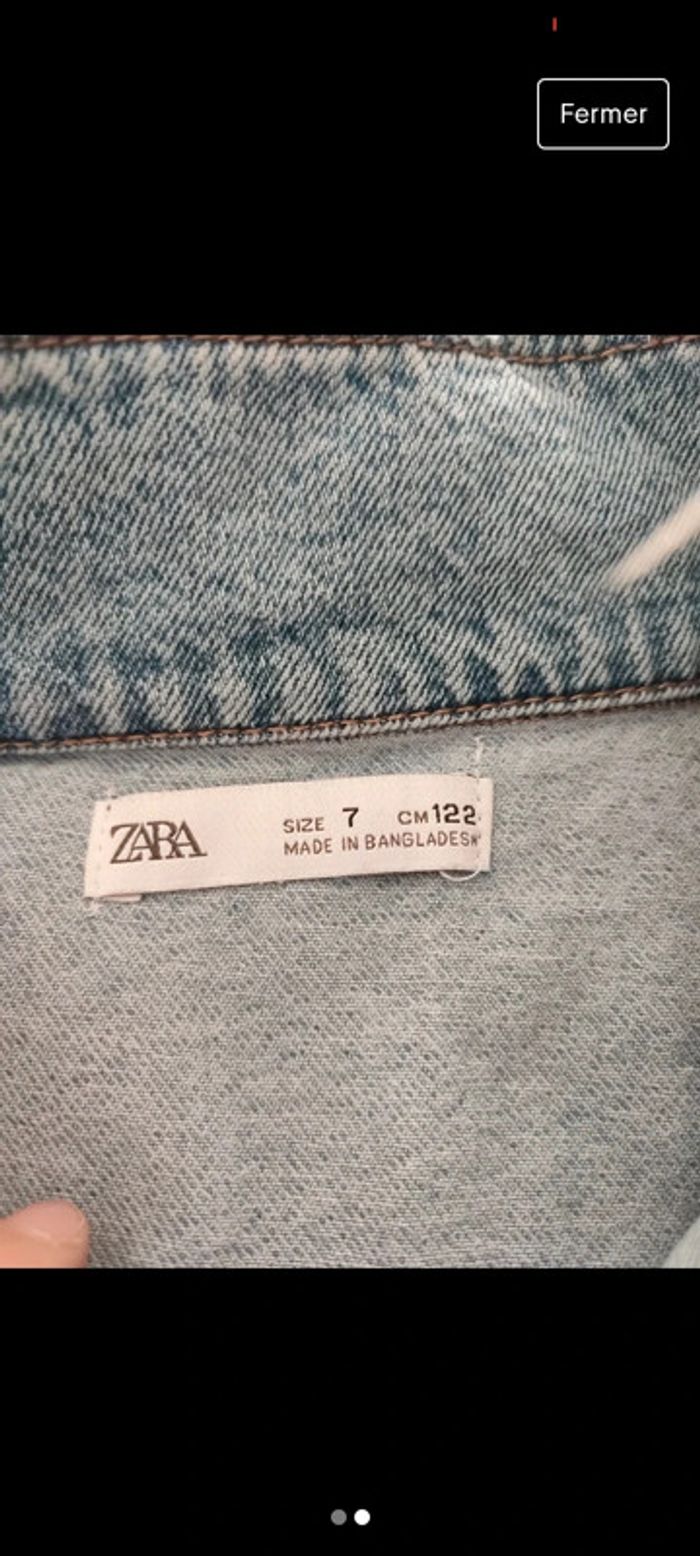 Fermer
ZARA
SIZE 7 CM 122
MADE IN BANGLADESH